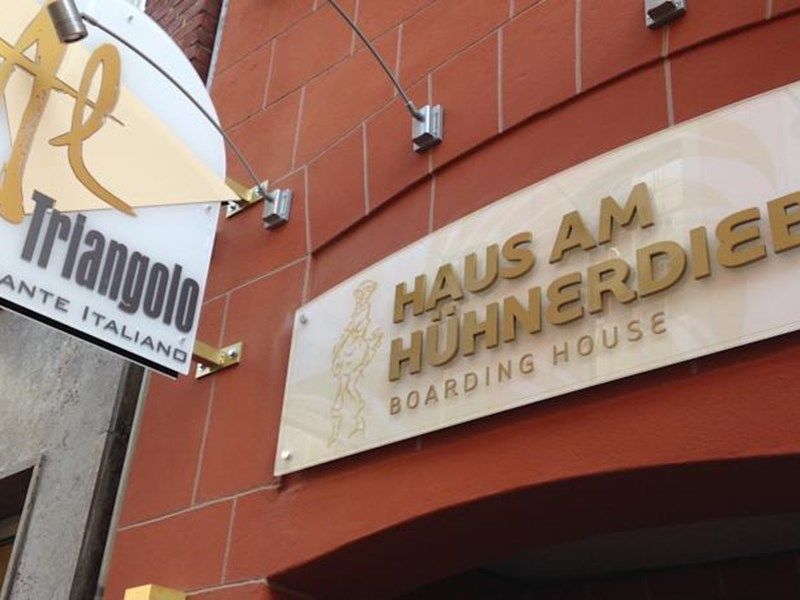 Al
Triangolo
ANTE ITALIANO
HAUS AM
HÜHNERDIEB
BOARDING HOUSE